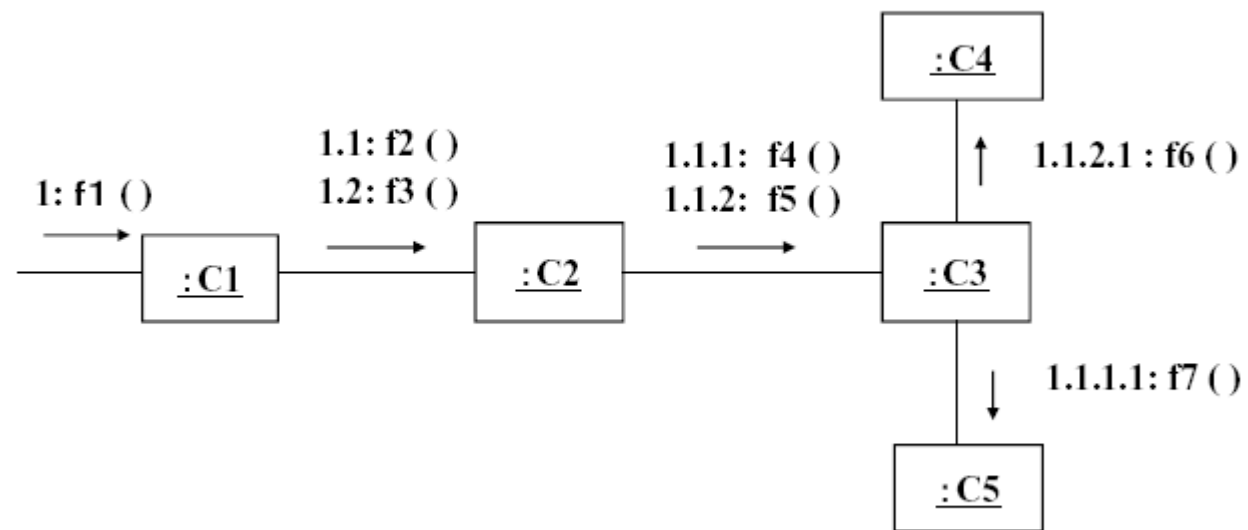 :C4
1.1: f2 ( )
1.2: f3 ( )
1.1.1: f4 ( )
1.1.2: f5 ( )
1.1.2.1 : f6 ( )
1: f1 ( )
:C1
:C2
:C3
1.1.1.1: f7 ( )
:C5